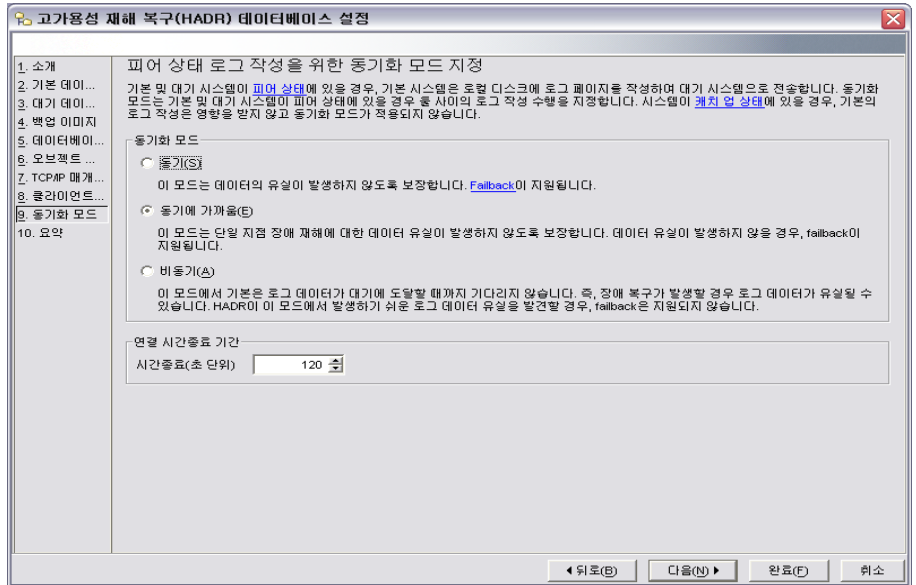 고가용성 재해 복구(HADR) 데이터베이스 설정
1. 소개
2. 기본 데이...
3. 대기 데이...
4. 백업 이미지
5. 데이터베이...
6. 오브젝트 ...
7. TCP/IP 매개...
8. 클라이언트...
9. 동기화 모드
10. 요약
피어 상태 로그 작성을 위한 동기화 모드 지정
기본 및 대기 시스템이 피어 상태에 있을 경우, 기본 시스템은 로컬 디스크에 로그 페이지를 작성하며 대기 시스템으로 전송합니다. 동기화
모드는 기본 및 대기 시스템이 피어 상태에 있을 경우 둘 사이의 로그 작성 수행을 지정합니다. 시스템이 캐치 업 상태에 있을 경우, 기본의
로그 작성은 영향을 받지 않고 동기화 모드가 적용되지 않습니다.
동기화 모드
동기(S)
이 모드는 데이터의 유실이 발생하지 않도록 보장합니다. Failback이 지원됩니다.
동기에 가까움(E)
이 모드는 단일 지점 장애 재해에 대한 데이터 유실이 발생하지 않도록 보장합니다. 데이터 유실이 발생하지 않을 경우, failback이
지원됩니다.
비동기(A)
이 모드에서 기본은 로그 데이터가 대기에 도달할 때까지 기다리지 않습니다. 즉, 장애 복구가 발생할 경우 로그 데이터가 유실될 수
있습니다. HADR이 이 모드에서 발생하기 쉬운 로그 데이터 유실을 발견할 경우, failback은 지원되지 않습니다.
연결 시간종료 기간
시간종료(초 단위) 120
뒤로(B) 다음(N) 완료(F) 취소